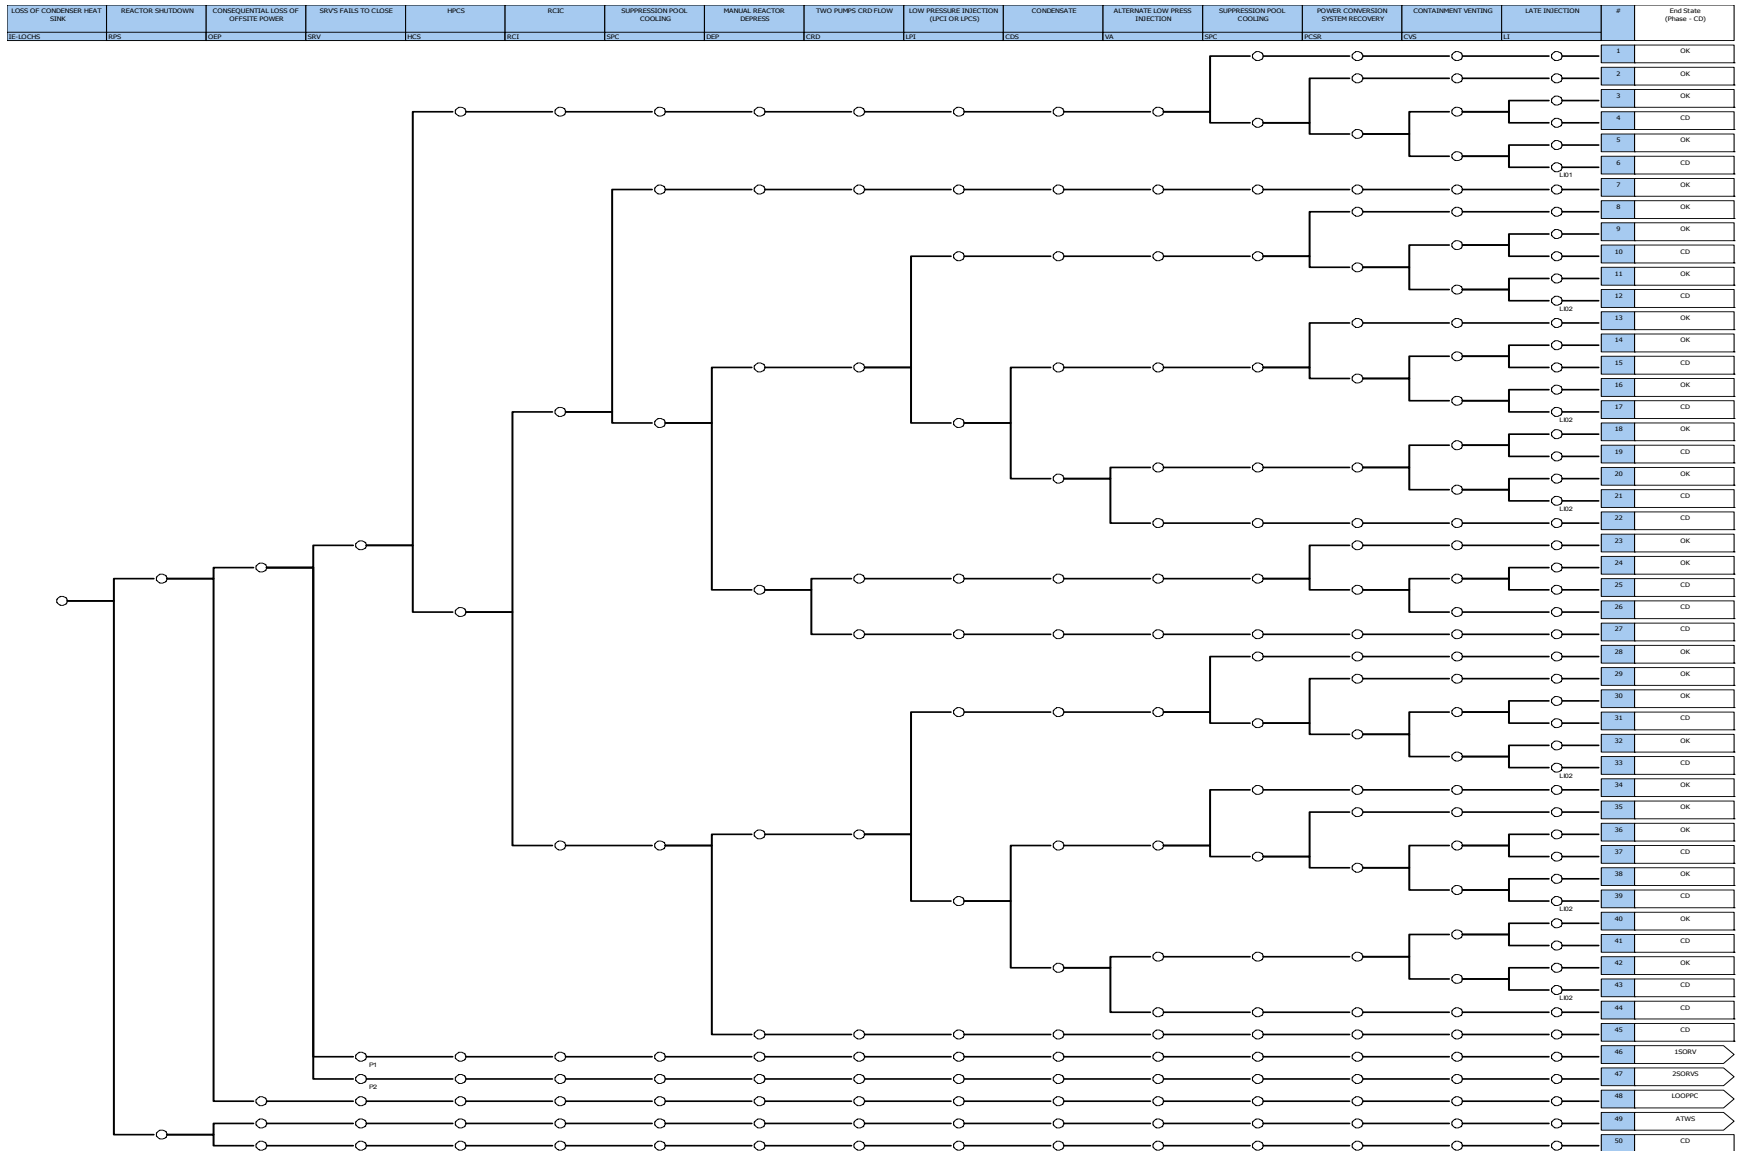 LOSS OF CONDENSER HEAT
SINK
IE-LOCHS
REACTOR SHUTDOWN
RPS
CONSEQUENTIAL LOSS OF
OFFSITE POWER
OEP
SRV'S FAILS TO CLOSE
SRV
HPCS
HCS
RCIC
RCI
SUPPRESSION POOL
COOLING
SPC
MANUAL REACTOR
DEPRESS
DEP
TWO PUMPS CRD FLOW
CRD
LOW PRESSURE INJECTION
(LPCI OR LPCS)
LPI
CONDENSATE
CDS
ALTERNATE LOW PRESS
INJECTION
VA
SUPPRESSION POOL
COOLING
SPC
POWER CONVERSION
SYSTEM RECOVERY
PCSR
CONTAINMENT VENTING
CVS
LATE INJECTION
LI
#
End State
(Phase - CD)
1 OK
2 OK
3 OK
4 CD
5 OK
6 CD
LI01
7 OK
8 OK
9 OK
10 CD
11 OK
12 CD
LI02
13 OK
14 OK
15 CD
16 OK
17 CD
LI02
18 OK
19 CD
20 OK
21 CD
LI02
22 CD
23 OK
24 OK
25 CD
26 CD
27 CD
28 OK
29 OK
30 OK
31 CD
32 OK
33 CD
LI02
34 OK
35 OK
36 OK
37 CD
38 OK
39 CD
LI02
40 OK
41 CD
42 OK
43 CD
LI02
44 CD
45 CD
46 1SORV
P1
47 2SORVS
P2
48 LOOPPC
49 ATWS
50 CD